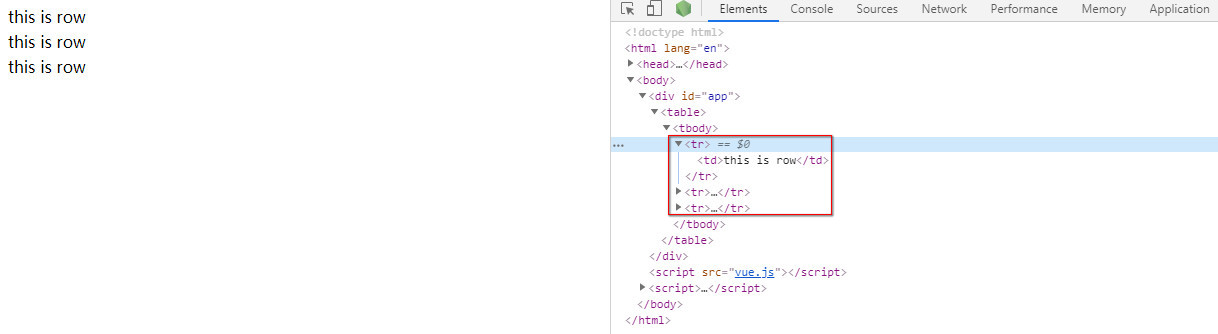 this is row
this is row
this is row
Elements Console Sources Network Performance Memory Application
<!doctype html>
<html lang="en">
<head>…</head>
<body>
<div id="app">
<table>
<tbody>
… <tr> == $0
<td>this is row</td>
</tr>
<tr>…</tr>
<tr>…</tr>
</tbody>
</table>
</div>
<script src="vue.js"></script>
<script>…</script>
</body>
</html>